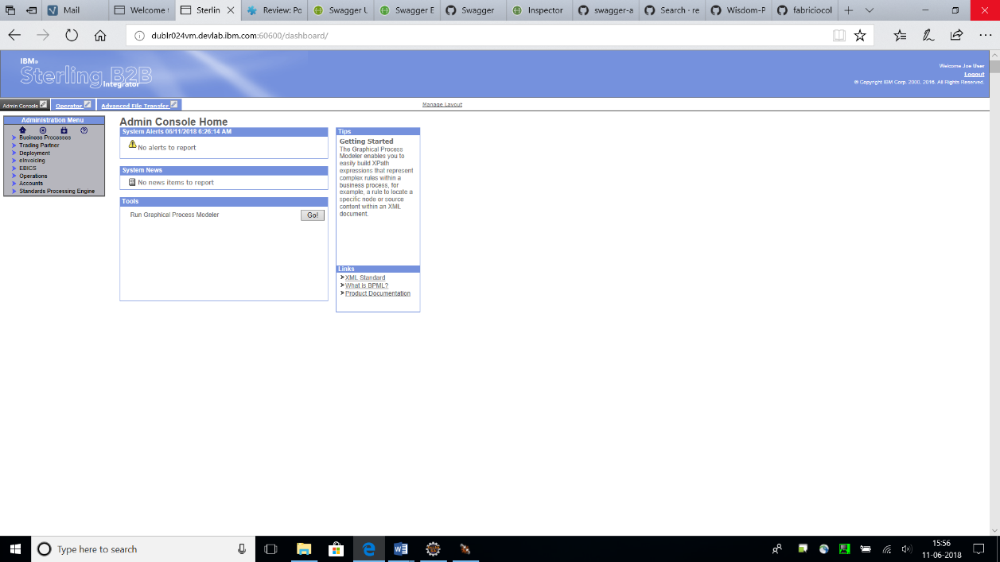 Mail
Welcome t
Sterlin
Review: Po
Swagger U
Swagger E
Swagger
Inspector
swagger-a
Search · re
Wisdom-P
fabriciocol
dublr024vm.devlab.ibm.com:60600/dashboard/
IBM®
Sterling B2B
Integrator
Welcome Joe User
Logout
® Copyright IBM Corp. 2000, 2016. All Rights Reserved.
Admin Console
Operator
Advanced File Transfer
Manage Layout
Administration Menu
Business Processes
Trading Partner
Deployment
eInvoicing
EBICS
Operations
Accounts
Standards Processing Engine
Admin Console Home
System Alerts 06/11/2018 6:26:14 AM
No alerts to report
System News
No news items to report
Tools
Run Graphical Process Modeler
Go!
Tips
Getting Started
The Graphical Process
Modeler enables you to
easily build XPath
expressions that represent
complex rules within a
business process, for
example, a rule to locate a
specific node or source
content within an XML
document.
Links
XML Standard
What is BPML?
Product Documentation
Type here to search
15:56
11-06-2018